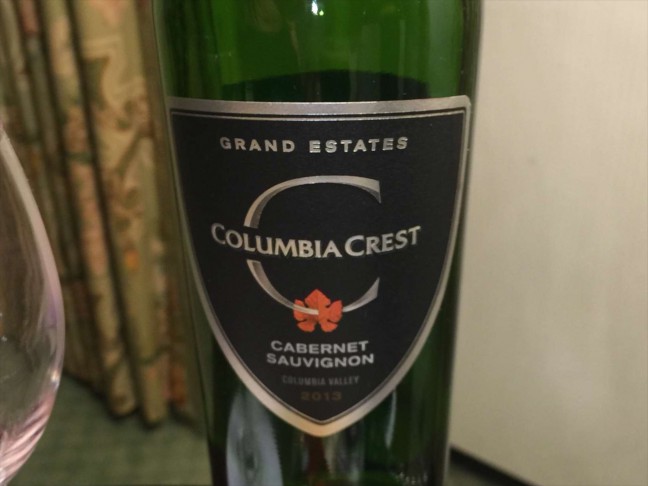 GRAND ESTATES
COLUMBIA CREST
CABERNET
SAUVIGNON
COLUMBIA VALLEY
2013